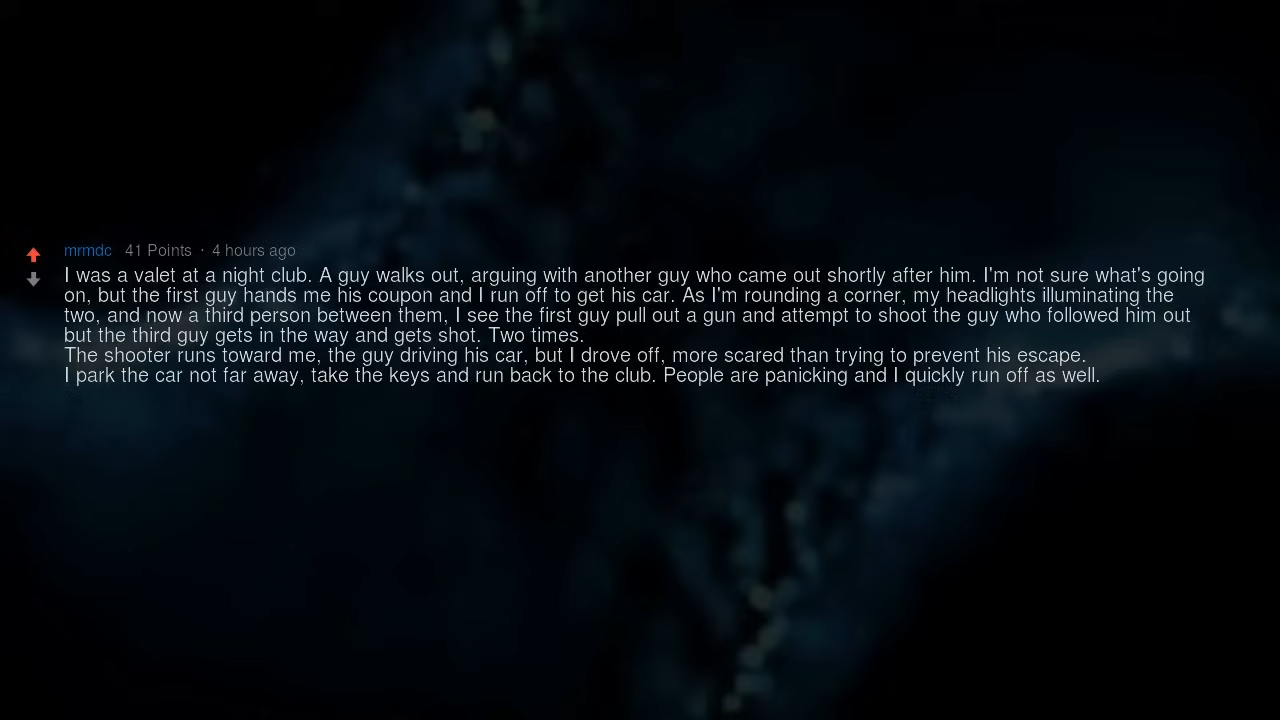 mrmdc 41 Points · 4 hours ago
I was a valet at a night club. A guy walks out, arguing with another guy who came out shortly after him. I'm not sure what's going
on, but the first guy hands me his coupon and I run off to get his car. As I'm rounding a corner, my headlights illuminating the
two, and now a third person between them, I see the first guy pull out a gun and attempt to shoot the guy who followed him out
but the third guy gets in the way and gets shot. Two times.
The shooter runs toward me, the guy driving his car, but I drove off, more scared than trying to prevent his escape.
I park the car not far away, take the keys and run back to the club. People are panicking and I quickly run off as well.